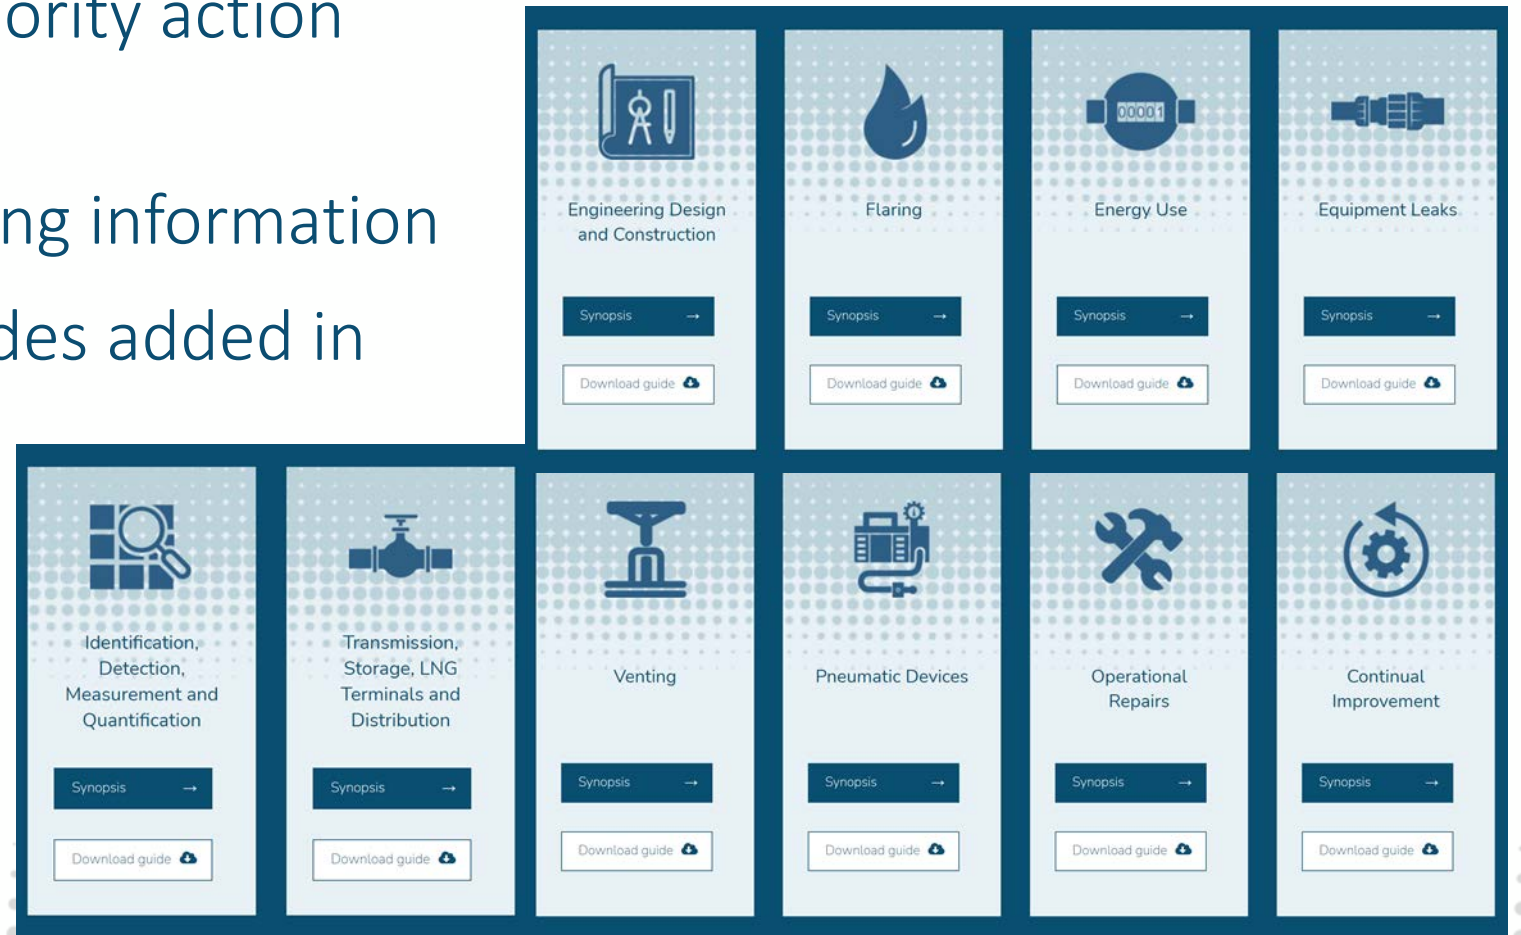 ority action
ng information
des added in
Engineering Design
and Construction
Synopsis →
Download guide
Flaring
Synopsis →
Download guide
00001
Energy Use
Synopsis →
Download guide
Equipment Leaks
Synopsis →
Download guide
Identification,
Detection,
Measurement and
Quantification
Synopsis →
Download guide
Transmission,
Storage, LNG
Terminals and
Distribution
Synopsis →
Download guide
Venting
Synopsis →
Download guide
Pneumatic Devices
Synopsis →
Download guide
Operational
Repairs
Synopsis →
Download guide
Continual
Improvement
Synopsis →
Download guide